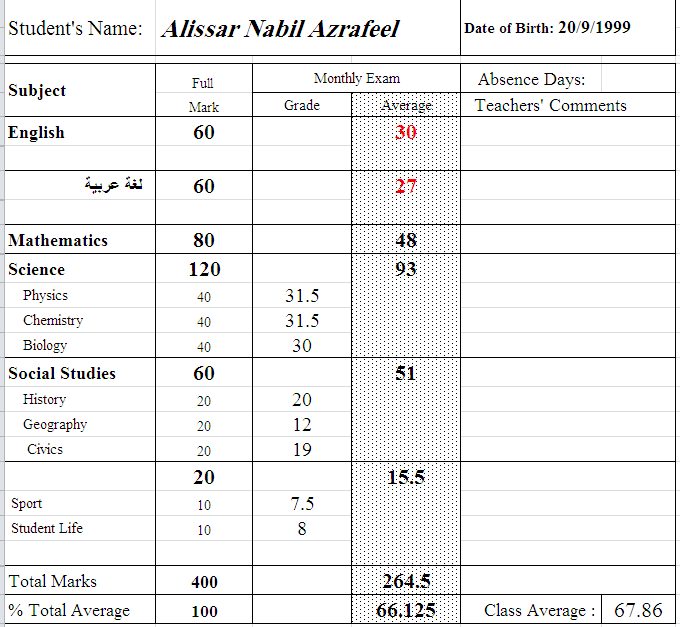 Student's Name: Alissar Nabil Azrafeel Date of Birth: 20/9/1999
Subject Full Mark Monthly Exam Absence Days:
Grade Average Teachers' Comments
English 60 30
لغة عربية 60 27
Mathematics 80 48
Science 120 93
Physics 40 31.5
Chemistry 40 31.5
Biology 40 30
Social Studies 60 51
History 20 20
Geography 20 12
Civics 20 19
20 15.5
Sport 10 7.5
Student Life 10 8
Total Marks 400 264.5
% Total Average 100 66.125 Class Average : 67.86